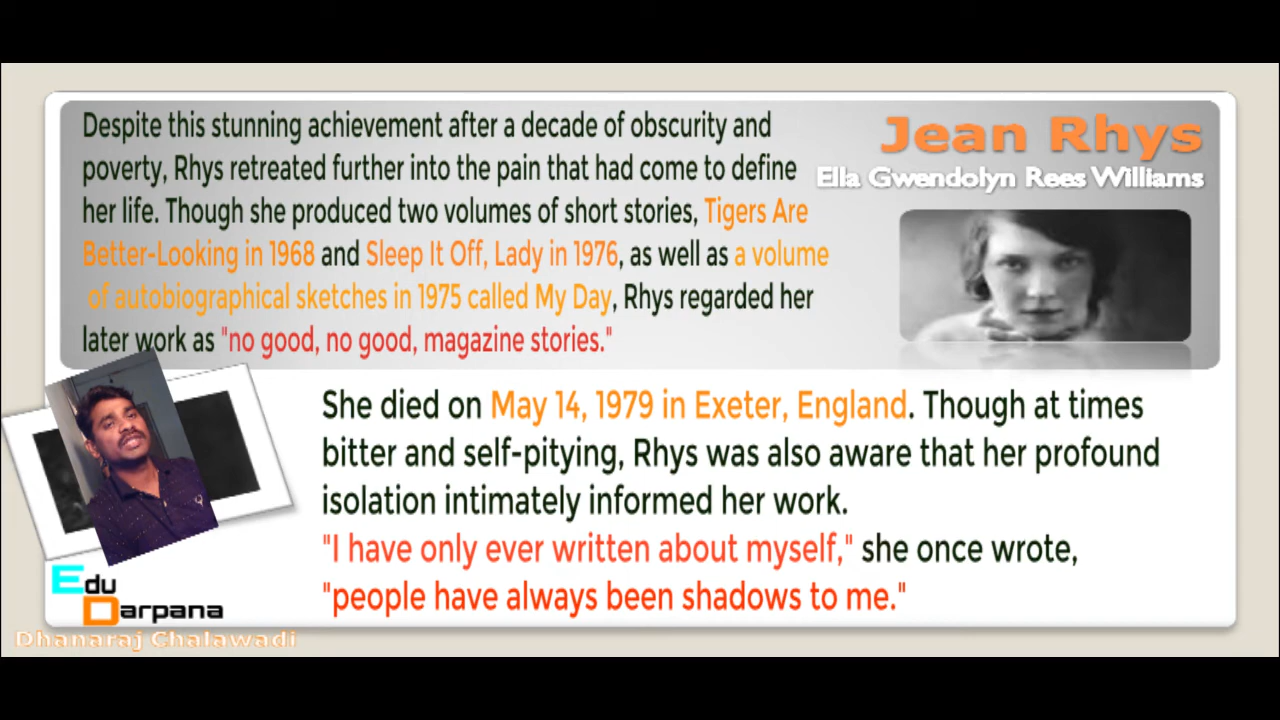 Despite this stunning achievement after a decade of obscurity and
poverty, Rhys retreated further into the pain that had come to define
her life. Though she produced two volumes of short stories, Tigers Are
Better-Looking in 1968 and Sleep It Off, Lady in 1976, as well as a volume
of autobiographical sketches in 1975 called My Day, Rhys regarded her
later work as "no good, no good, magazine stories."
Jean Rhys
Ella Gwendolyn Rees Williams
She died on May 14, 1979 in Exeter, England. Though at times
bitter and self-pitying, Rhys was also aware that her profound
isolation intimately informed her work.
"I have only ever written about myself," she once wrote,
"people have always been shadows to me."
Edu
Darpana
Dhanaraj Chalawadi